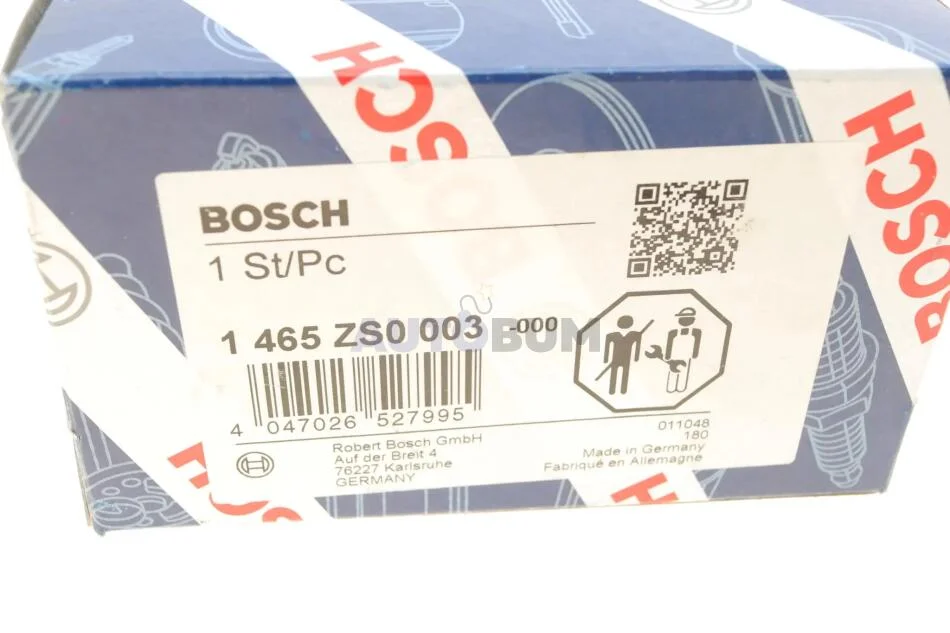 BOSCH
BOSCH
BOSCH
1 St/Pc
1 465 ZS0 003 -000
AUTOBUM
4 047026 527995
Robert Bosch GmbH
Auf der Breit 4
76227 Karlsruhe
GERMANY
011048
180
Made in Germany
Fabriqué en Allemagne